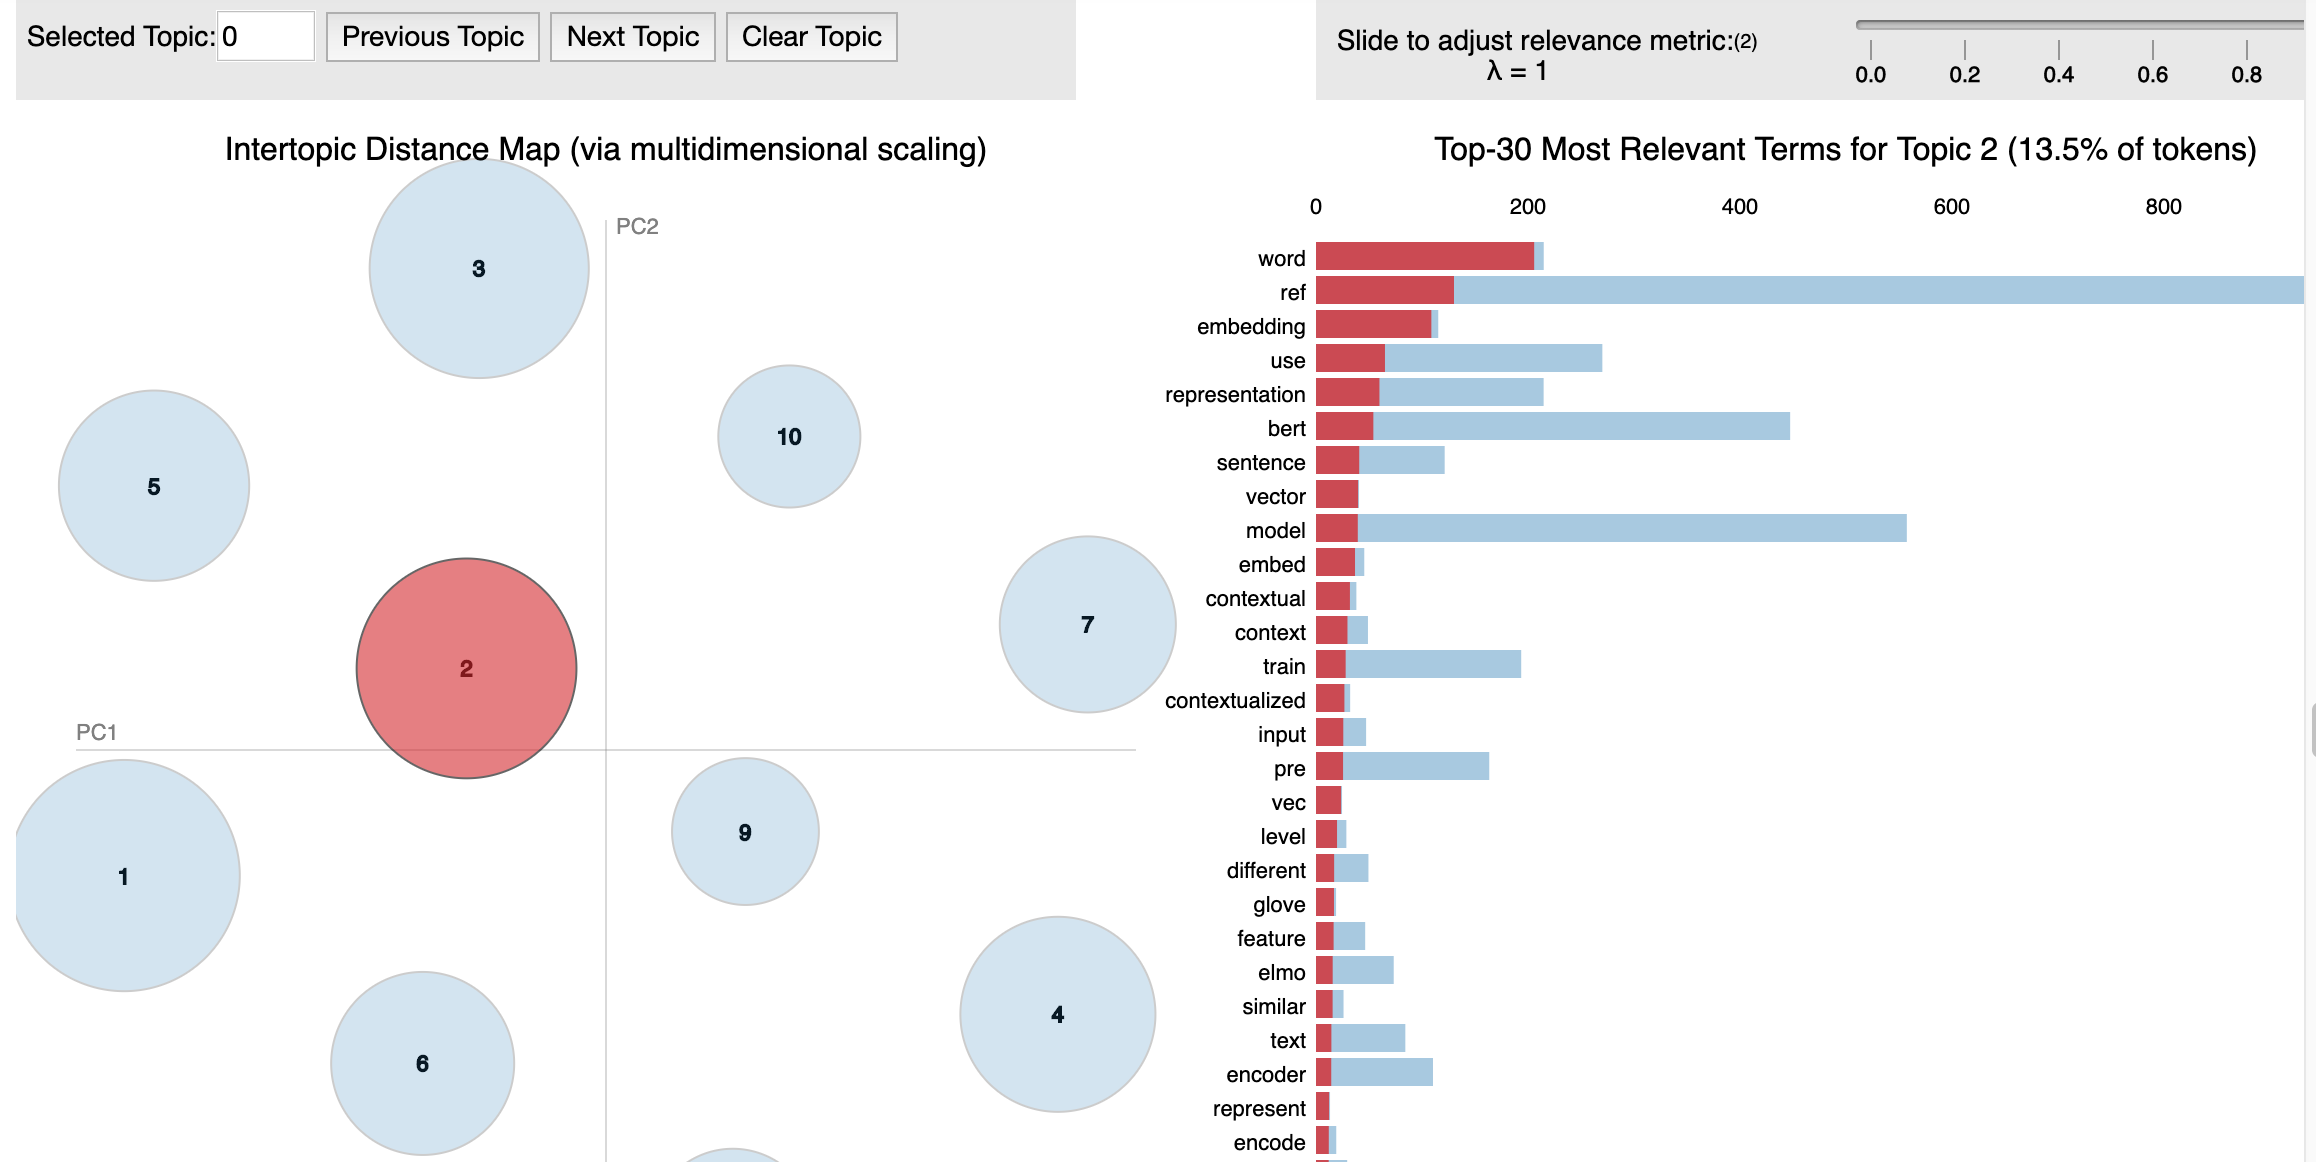 Selected Topic: 0 Previous Topic Next Topic Clear Topic
Slide to adjust relevance metric:(2)
λ = 1
0.0 0.2 0.4 0.6 0.8
Intertopic Distance Map (via multidimensional scaling)
PC2
PC1
3
10
5
7
2
9
1
4
6
Top-30 Most Relevant Terms for Topic 2 (13.5% of tokens)
0 200 400 600 800
word
ref
embedding
use
representation
bert
sentence
vector
model
embed
contextual
context
train
contextualized
input
pre
vec
level
different
glove
feature
elmo
similar
text
encoder
represent
encode